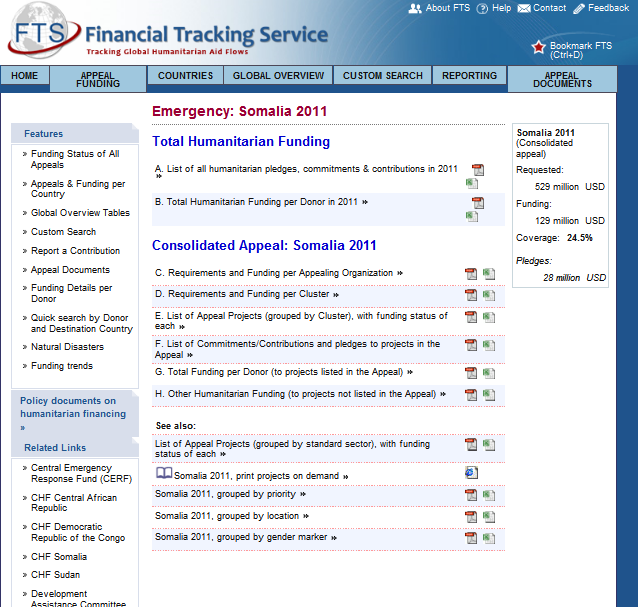 About FTS Help Contact Feedback
FTS Financial Tracking Service
Tracking Global Humanitarian Aid Flows
Bookmark FTS
(Ctrl+D)
HOME
APPEAL
FUNDING
COUNTRIES
GLOBAL OVERVIEW
CUSTOM SEARCH
REPORTING
APPEAL
DOCUMENTS
Features
» Funding Status of All
Appeals
» Appeals & Funding per
Country
» Global Overview Tables
» Custom Search
» Report a Contribution
» Appeal Documents
» Funding Details per
Donor
» Quick search by Donor
and Destination Country
» Natural Disasters
» Funding trends
Policy documents on
humanitarian financing
»
Related Links
» Central Emergency
Response Fund (CERF)
» CHF Central African
Republic
» CHF Democratic
Republic of the Congo
» CHF Somalia
» CHF Sudan
» Development
Assistance Committee
Emergency: Somalia 2011
Total Humanitarian Funding
A. List of all humanitarian pledges, commitments & contributions in 2011
»
B. Total Humanitarian Funding per Donor in 2011 »
Consolidated Appeal: Somalia 2011
C. Requirements and Funding per Appealing Organization »
D. Requirements and Funding per Cluster »
E. List of Appeal Projects (grouped by Cluster), with funding status of
each »
F. List of Commitments/Contributions and pledges to projects in the
Appeal »
G. Total Funding per Donor (to projects listed in the Appeal) »
H. Other Humanitarian Funding (to projects not listed in the Appeal) »
See also:
List of Appeal Projects (grouped by standard sector), with funding
status of each »
Somalia 2011, print projects on demand »
Somalia 2011, grouped by priority »
Somalia 2011, grouped by location »
Somalia 2011, grouped by gender marker »
Somalia 2011
(Consolidated
appeal)
Requested:
529 million USD
Funding:
129 million USD
Coverage: 24.5%
Pledges:
28 million USD